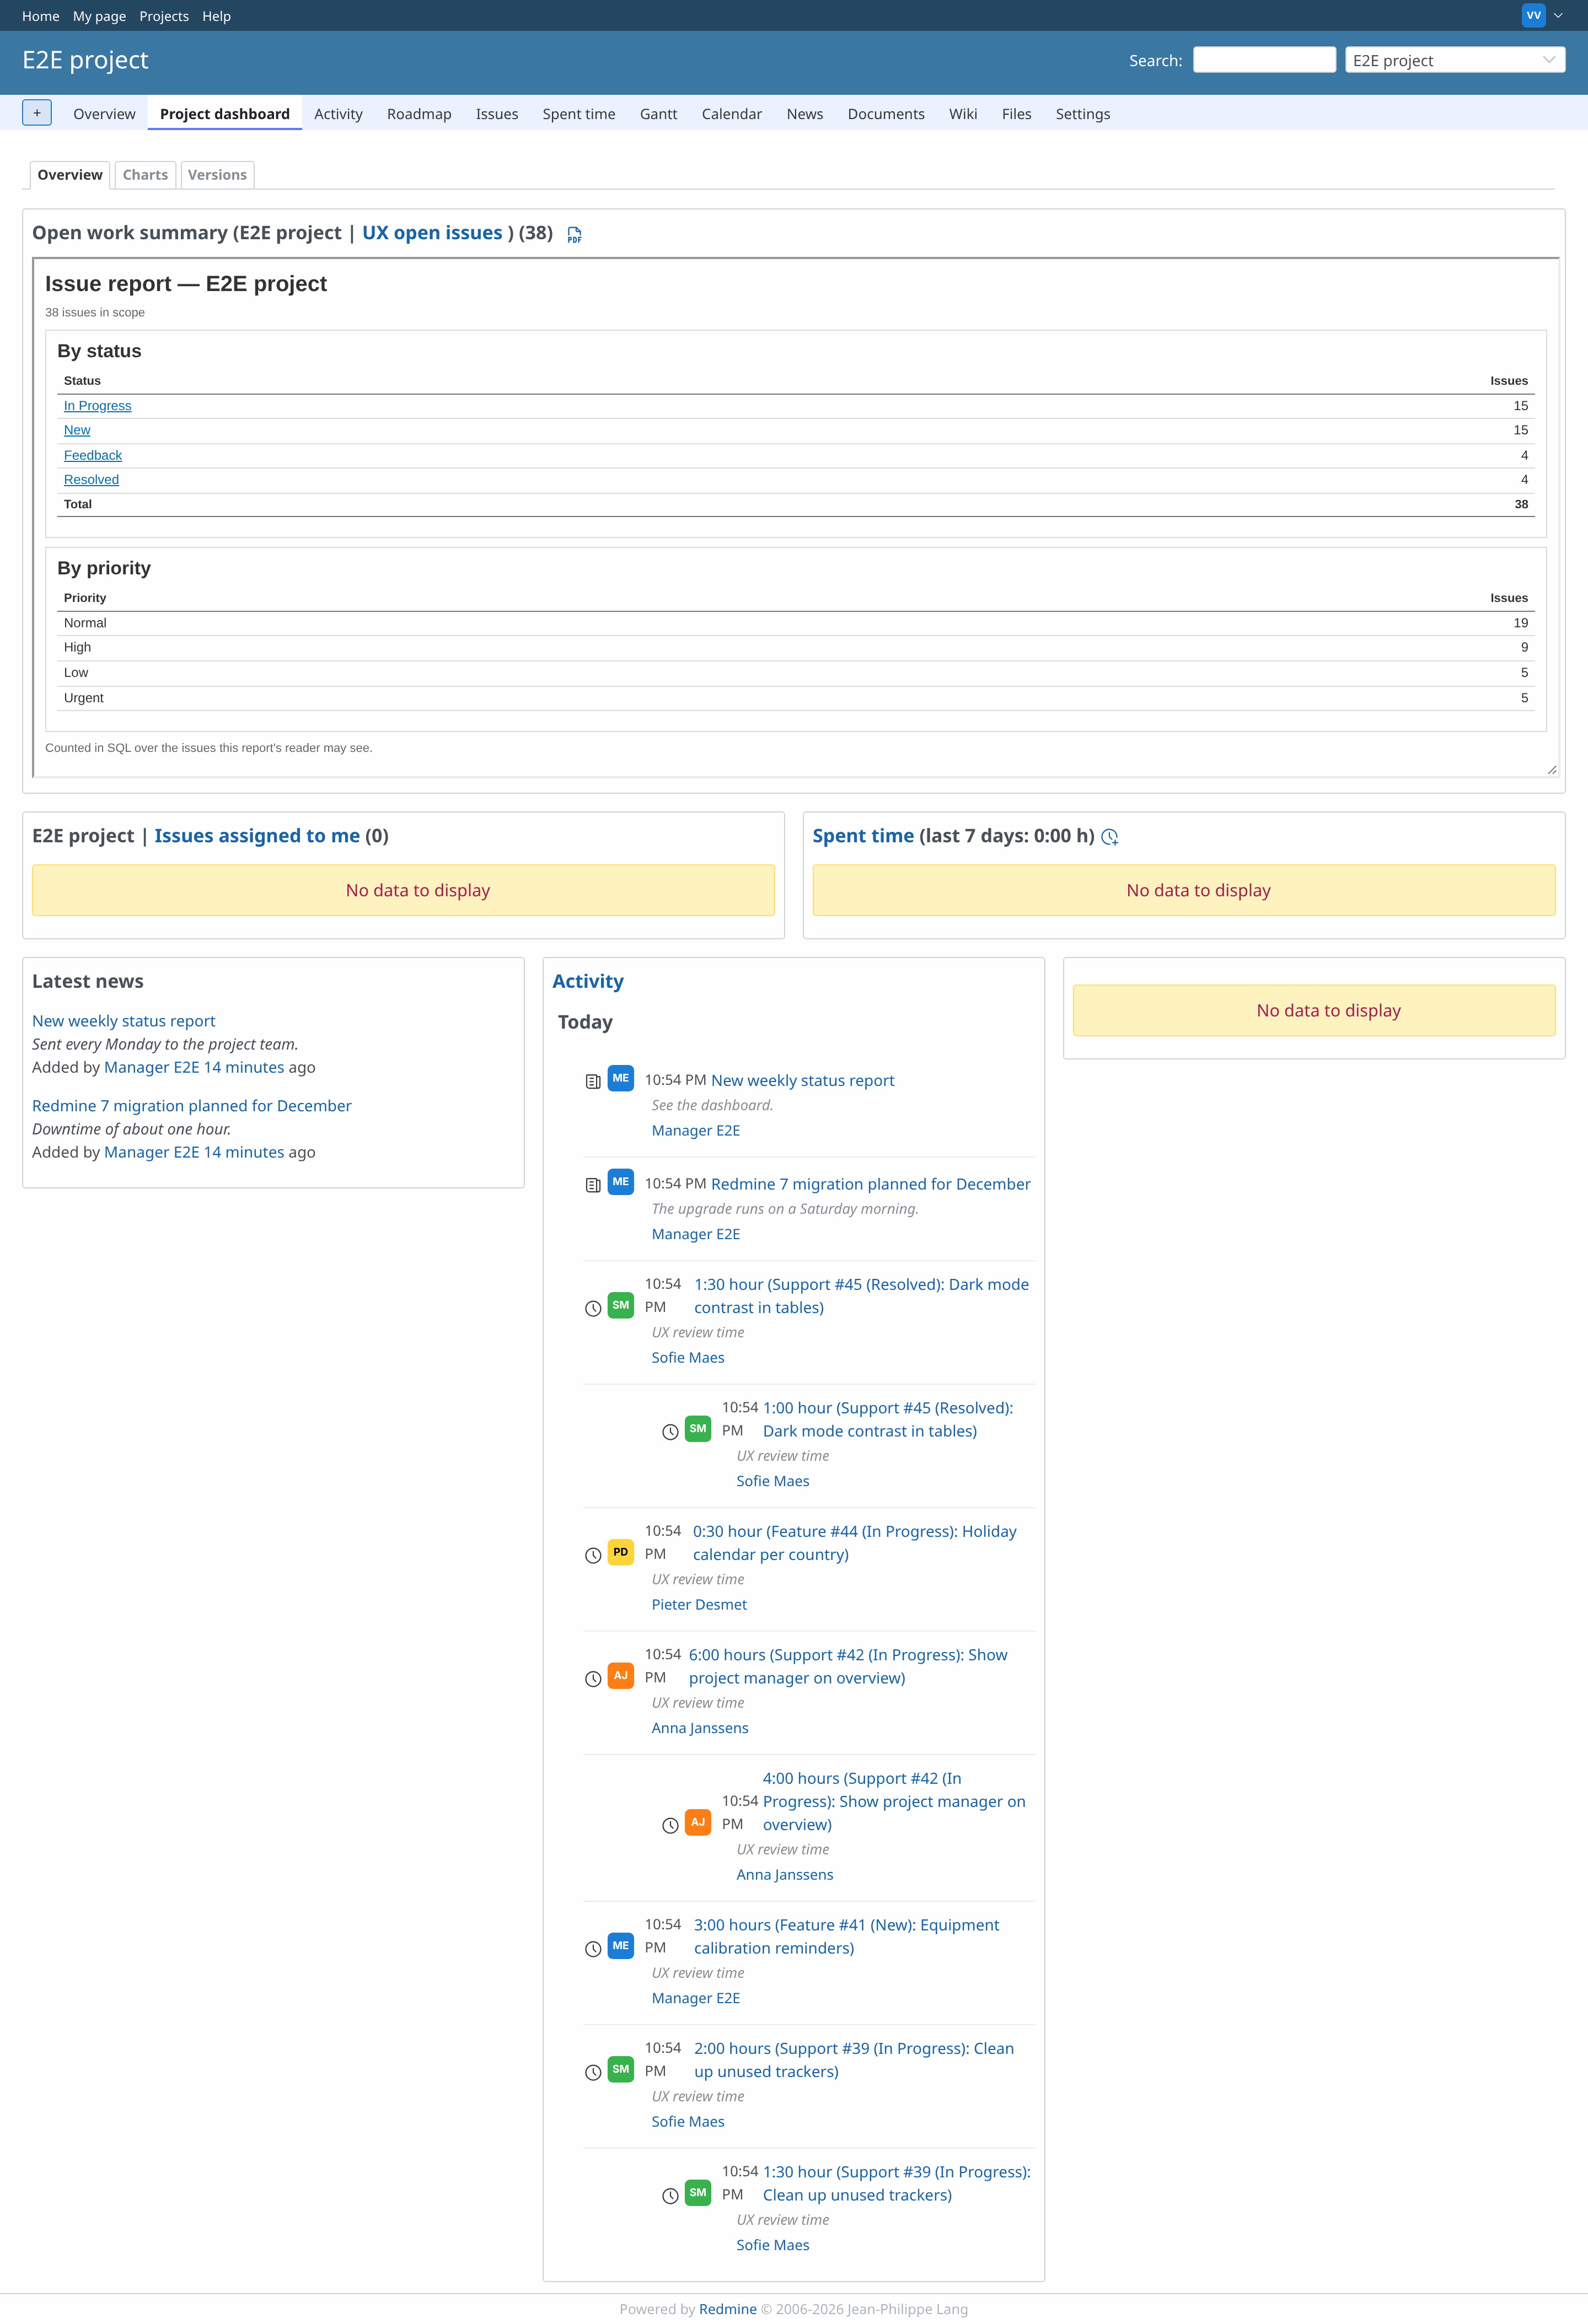 Home My page Projects Help VV
E2E project Search: E2E project
+ Overview Project dashboard Activity Roadmap Issues Spent time Gantt Calendar News Documents Wiki Files Settings
Overview Charts Versions
Open work summary (E2E project | UX open issues ) (38) PDF
Issue report — E2E project
38 issues in scope
By status
Status Issues
In Progress 15
New 15
Feedback 4
Resolved 4
Total 38
By priority
Priority Issues
Normal 19
High 9
Low 5
Urgent 5
Counted in SQL over the issues this report's reader may see.
E2E project | Issues assigned to me (0)
No data to display
Spent time (last 7 days: 0:00 h)
No data to display
Latest news
New weekly status report
Sent every Monday to the project team.
Added by Manager E2E 14 minutes ago
Redmine 7 migration planned for December
Downtime of about one hour.
Added by Manager E2E 14 minutes ago
Activity
Today
ME 10:54 PM New weekly status report
See the dashboard.
Manager E2E
ME 10:54 PM Redmine 7 migration planned for December
The upgrade runs on a Saturday morning.
Manager E2E
10:54 1:30 hour (Support #45 (Resolved): Dark mode
SM PM contrast in tables)
UX review time
Sofie Maes
10:54 1:00 hour (Support #45 (Resolved):
SM PM Dark mode contrast in tables)
UX review time
Sofie Maes
10:54 0:30 hour (Feature #44 (In Progress): Holiday
PD PM calendar per country)
UX review time
Pieter Desmet
10:54 6:00 hours (Support #42 (In Progress): Show
AJ PM project manager on overview)
UX review time
Anna Janssens
4:00 hours (Support #42 (In
10:54 Progress): Show project manager on
AJ PM overview)
UX review time
Anna Janssens
10:54 3:00 hours (Feature #41 (New): Equipment
ME PM calibration reminders)
UX review time
Manager E2E
10:54 2:00 hours (Support #39 (In Progress): Clean
SM PM up unused trackers)
UX review time
Sofie Maes
10:54 1:30 hour (Support #39 (In Progress):
SM PM Clean up unused trackers)
UX review time
Sofie Maes
No data to display
Powered by Redmine © 2006-2026 Jean-Philippe Lang